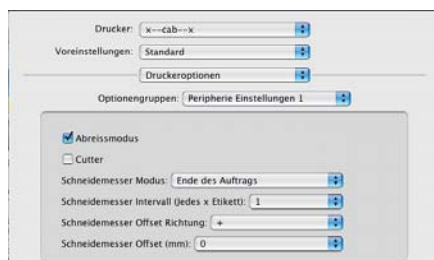 Drucker: x--cab--x
Voreinstellungen: Standard
Druckeroptionen
Optionengruppen: Peripherie Einstellungen 1
Abreissmodus
Cutter
Schneidemesser Modus: Ende des Auftrags
Schneidemesser Intervall (Jedes x Etikett): 1
Schneidemesser Offset Richtung: +
Schneidemesser Offset (mm): 0